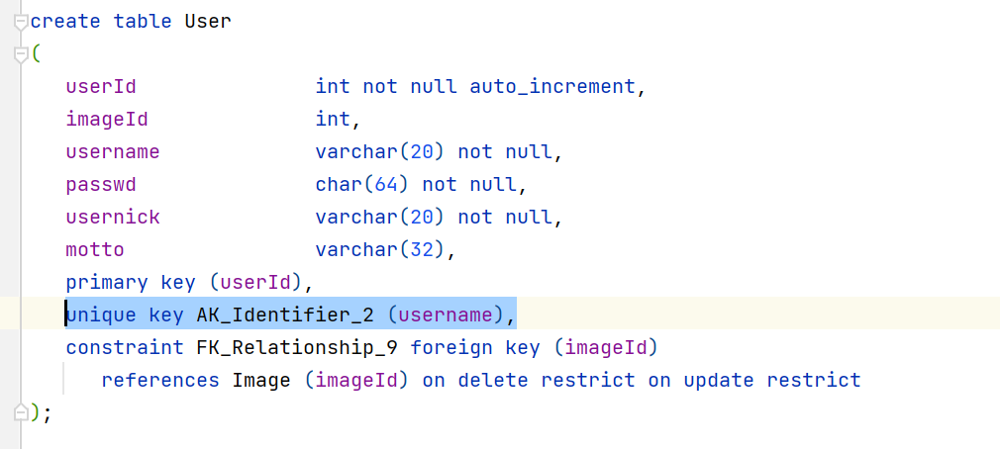 create table User
(
userId int not null auto_increment,
imageId int,
username varchar(20) not null,
passwd char(64) not null,
usernick varchar(20) not null,
motto varchar(32),
primary key (userId),
unique key AK_Identifier_2 (username),
constraint FK_Relationship_9 foreign key (imageId)
references Image (imageId) on delete restrict on update restrict
);